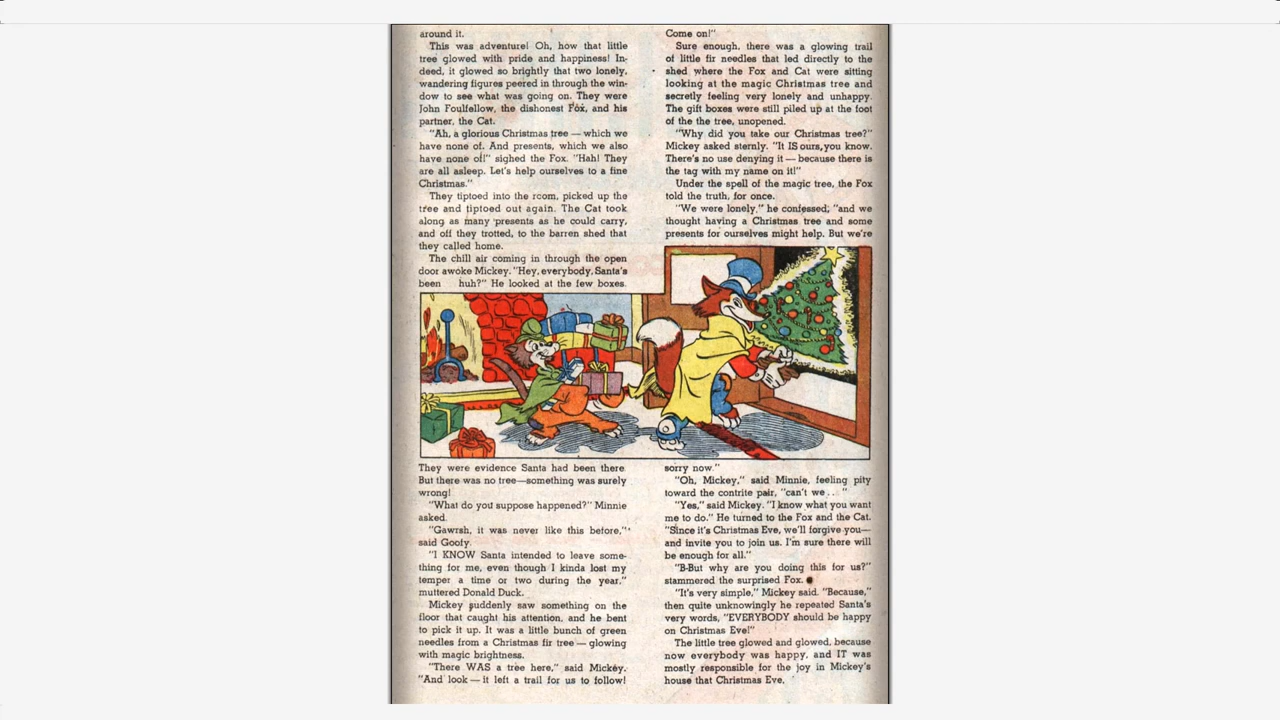 around it.
This was adventure! Oh, how that little
tree glowed with pride and happiness! In-
deed, it glowed so brightly that two lonely,
wandering figures peered in through the win-
dow to see what was going on. They were
John Foulfellow, the dishonest Fox, and his
partner, the Cat.
"Ah, a glorious Christmas tree — which we
have none of. And presents, which we also
have none of!" sighed the Fox. "Hah! They
are all asleep. Let's help ourselves to a fine
Christmas."
They tiptoed into the room, picked up the
tree and tiptoed out again. The Cat took
along as many presents as he could carry,
and off they trotted, to the barren shed that
they called home.
The chill air coming in through the open
door awoke Mickey. "Hey, everybody, Santa's
been huh?" He looked at the few boxes.
They were evidence Santa had been there
But there was no tree—something was surely
wrong!
"What do you suppose happened?" Minnie
asked.
"Gawrsh, it was never like this before,"
said Goofy.
"I KNOW Santa intended to leave some-
thing for me, even though I kinda lost my
temper a time or two during the year."
muttered Donald Duck.
Mickey suddenly saw something on the
floor that caught his attention, and he bent
to pick it up. It was a little bunch of green
needles from a Christmas fir tree — glowing
with magic brightness.
"There WAS a tree here," said Mickey.
"And look — it left a trail for us to follow!
Come on!"
Sure enough, there was a glowing trail
of little fir needles that led directly to the
shed where the Fox and Cat were sitting
looking at the magic Christmas tree and
secretly feeling very lonely and unhappy.
The gift boxes were still piled up at the foot
of the the tree, unopened.
"Why did you take our Christmas tree?"
Mickey asked sternly. "It IS ours, you know.
There's no use denying it — because there is
the tag with my name on it!"
Under the spell of the magic tree, the Fox
told the truth, for once.
"We were lonely," he confessed, "and we
thought having a Christmas tree and some
presents for ourselves might help. But we're
sorry now."
"Oh, Mickey," said Minnie, feeling pity
toward the contrite pair, "can't we . . "
"Yes," said Mickey. "I know what you want
me to do." He turned to the Fox and the Cat.
"Since it's Christmas Eve, we'll forgive you—
and invite you to join us. I'm sure there will
be enough for all."
"B-But why are you doing this for us?"
stammered the surprised Fox.
"It's very simple," Mickey said. "Because,"
then quite unknowingly he repeated Santa's
very words, "EVERYBODY should be happy
on Christmas Eve!"
The little tree glowed and glowed, because
now everybody was happy, and IT was
mostly responsible for the joy in Mickey's
house that Christmas Eve.